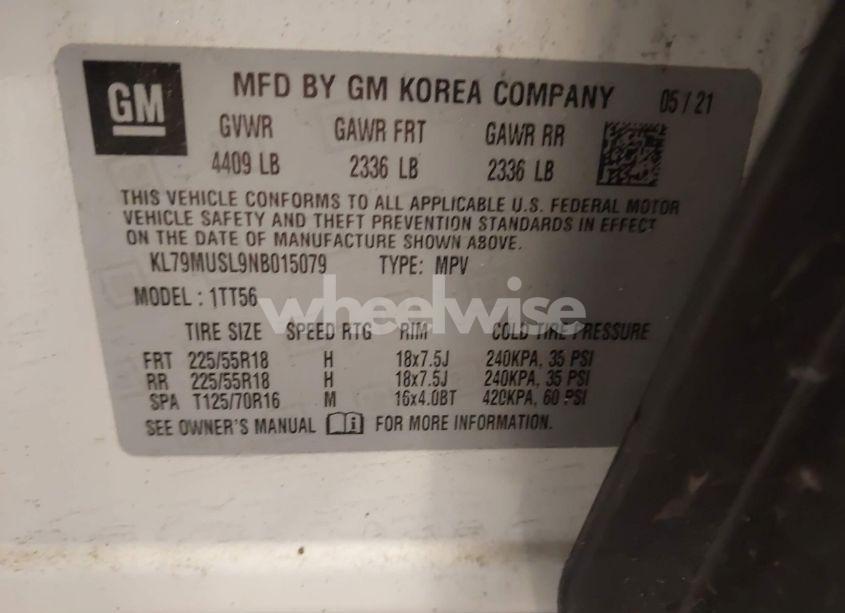 GM
MFD BY GM KOREA COMPANY 05/21
GVWR GAWR FRT GAWR RR
4409 LB 2336 LB 2336 LB
THIS VEHICLE CONFORMS TO ALL APPLICABLE U.S. FEDERAL MOTOR
VEHICLE SAFETY AND THEFT PREVENTION STANDARDS IN EFFECT
ON THE DATE OF MANUFACTURE SHOWN ABOVE.
KL79MUSL9NB015079 TYPE: MPV
MODEL : 1TT56
wheelwise
TIRE SIZE SPEED RTG RIM COLD TIRE PRESSURE
FRT 225/55R18 H 18x7.5J 240KPA, 35 PSI
RR 225/55R18 H 18x7.5J 240KPA, 35 PSI
SPA T125/70R16 M 16x4.0BT 420KPA, 60 PSI
SEE OWNER'S MANUAL FOR MORE INFORMATION.